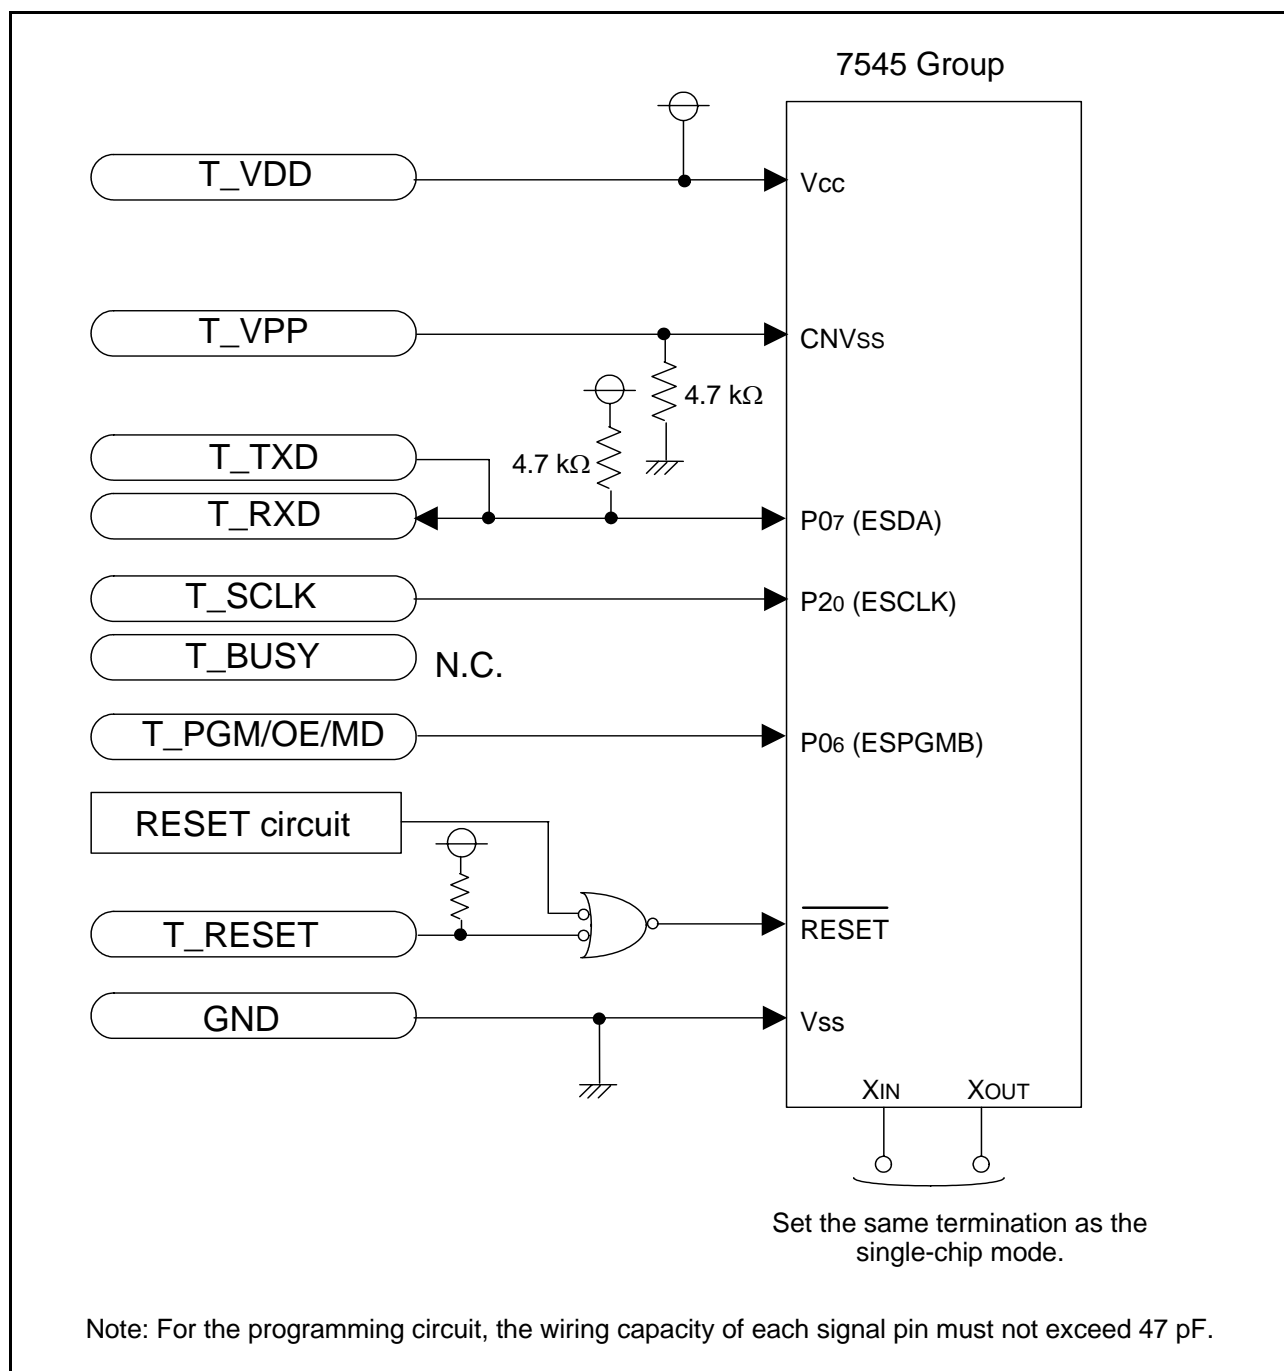 7545 Group
T_VDD
Vcc
T_VPP
CNVss
4.7 kΩ
T_TXD
4.7 kΩ
T_RXD
P07 (ESDA)
T_SCLK
P20 (ESCLK)
T_BUSY
N.C.
T_PGM/OE/MD
P06 (ESPGMB)
RESET circuit
T_RESET
RESET
GND
Vss
XIN
XOUT
Set the same termination as the
single-chip mode.
Note: For the programming circuit, the wiring capacity of each signal pin must not exceed 47 pF.